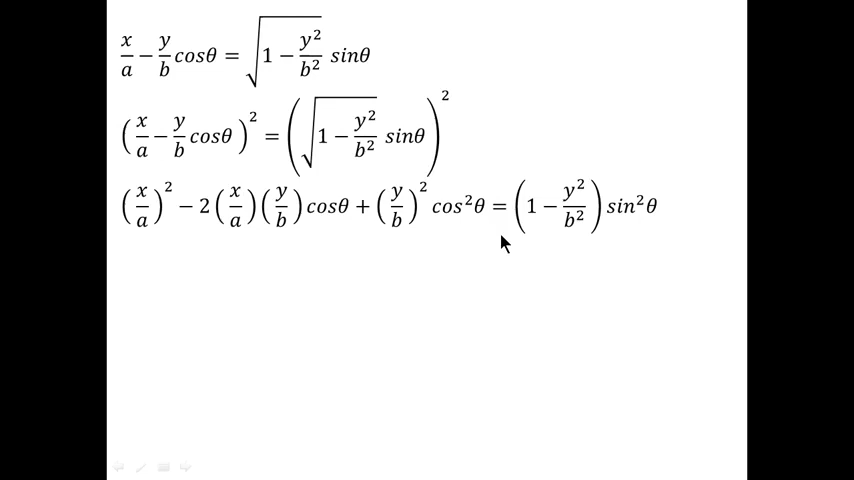 x/a − y/b cosθ = √(1 − y²/b²) sinθ
(x/a − y/b cosθ)² = (√(1 − y²/b²) sinθ)²
(x/a)² − 2(x/a)(y/b)cosθ + (y/b)² cos²θ = (1 − y²/b²) sin²θ